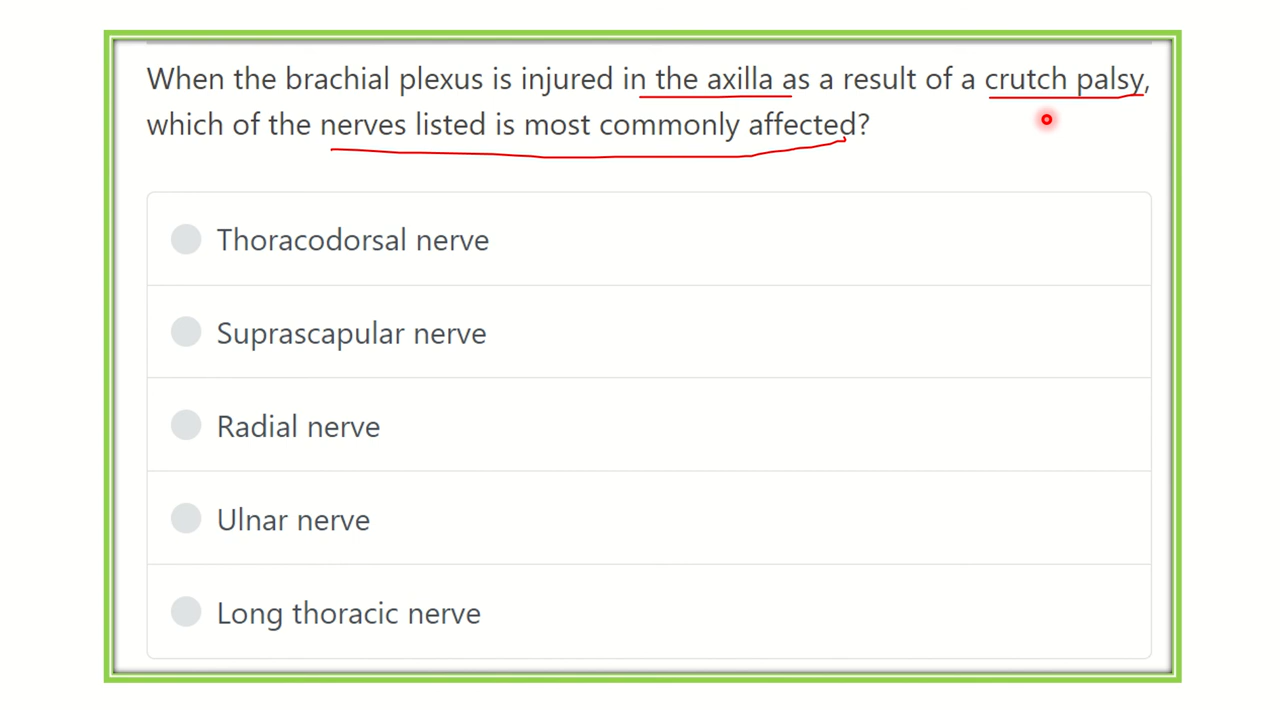 When the brachial plexus is injured in the axilla as a result of a crutch palsy,
which of the nerves listed is most commonly affected?
Thoracodorsal nerve
Suprascapular nerve
Radial nerve
Ulnar nerve
Long thoracic nerve